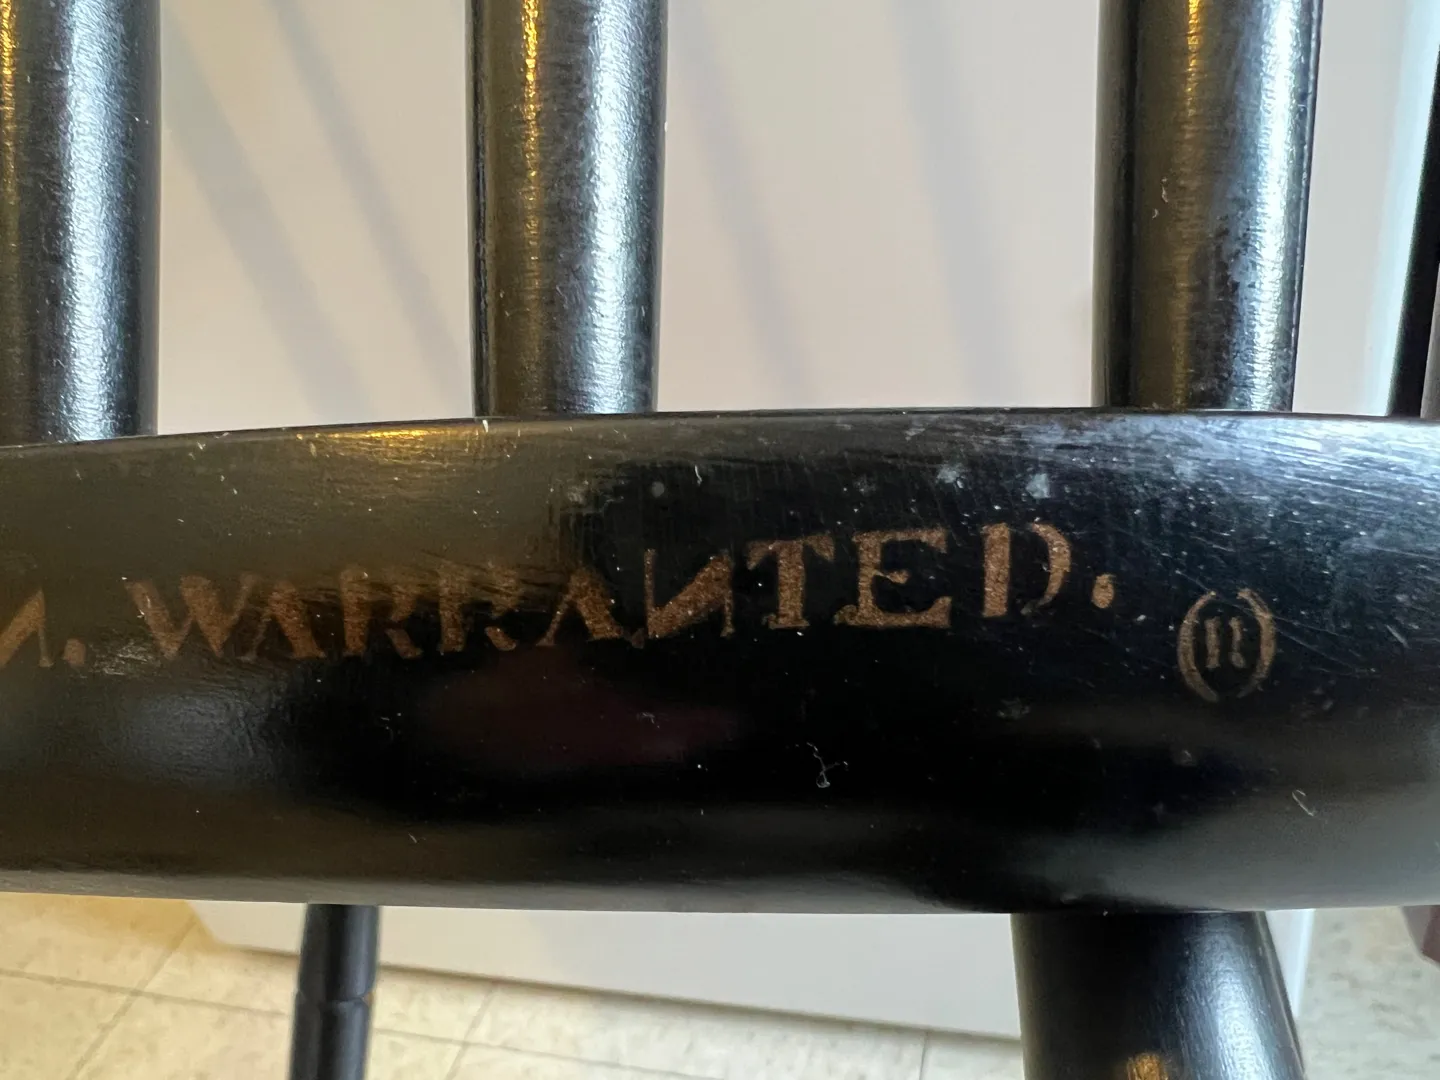 N. WARRANTED. (R)